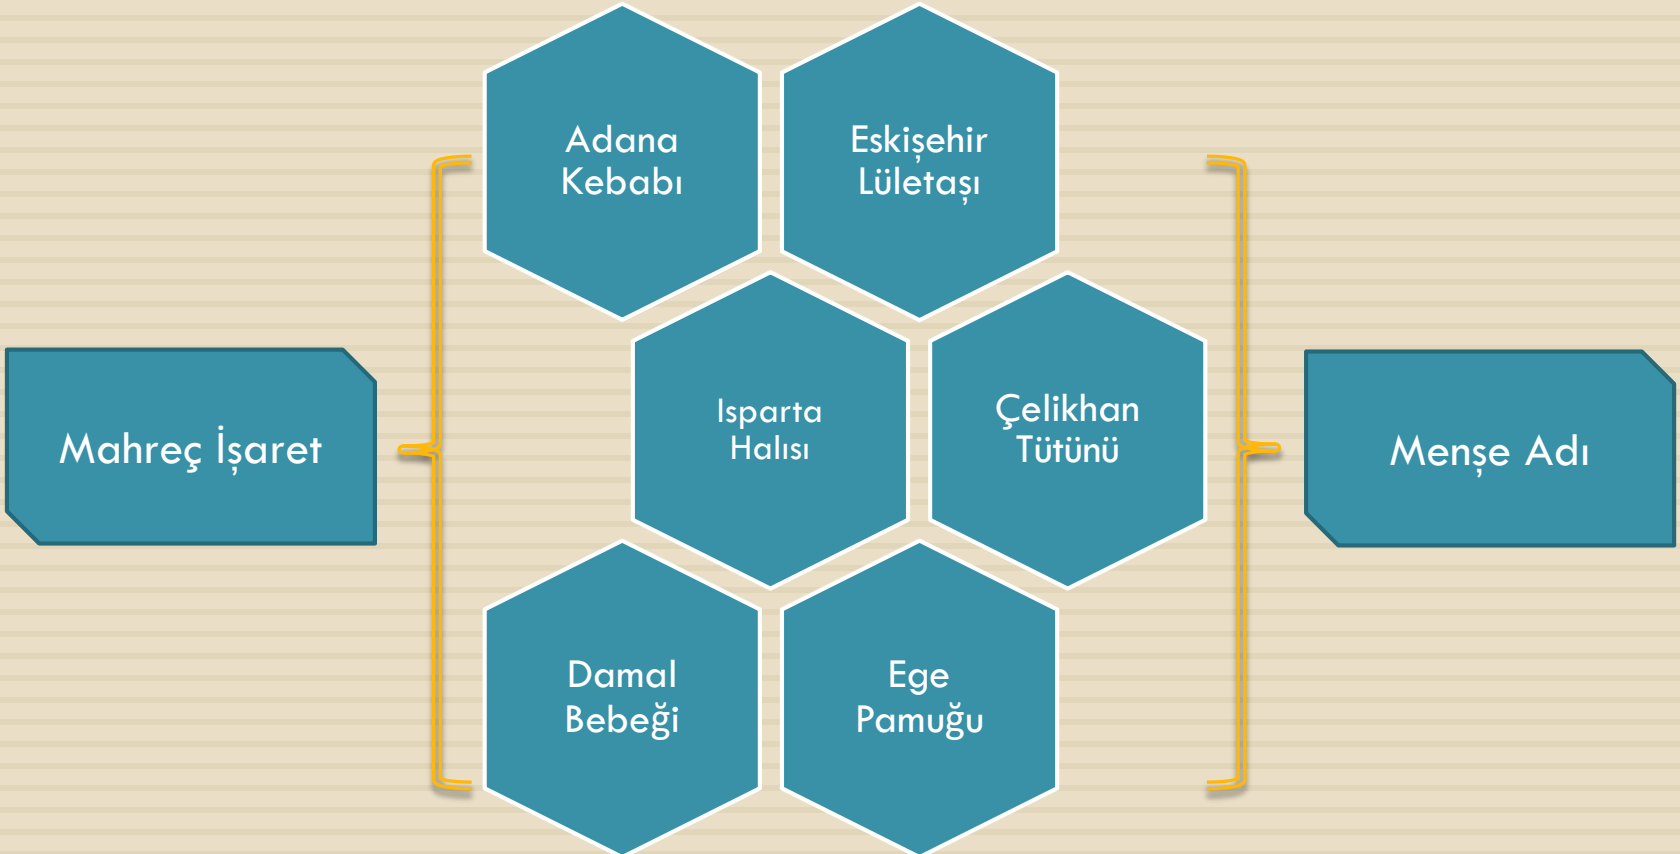 Adana
Kebabı
Eskişehir
Lületaşı
Mahreç İşaret
Isparta
Halısı
Çelikhan
Tütünü
Menşe Adı
Damal
Bebeği
Ege
Pamuğu